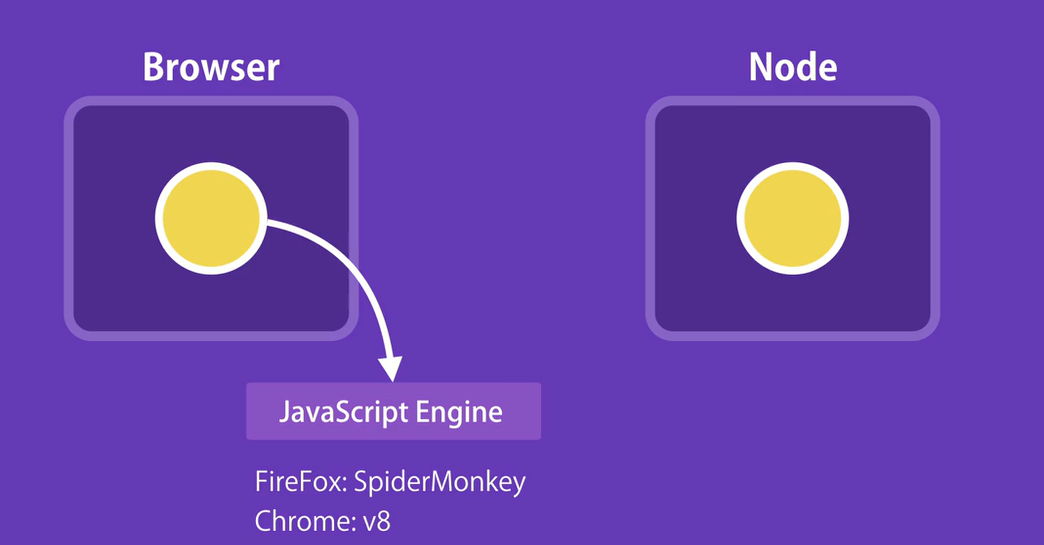 Browser
Node
JavaScript Engine
FireFox: SpiderMonkey
Chrome: v8